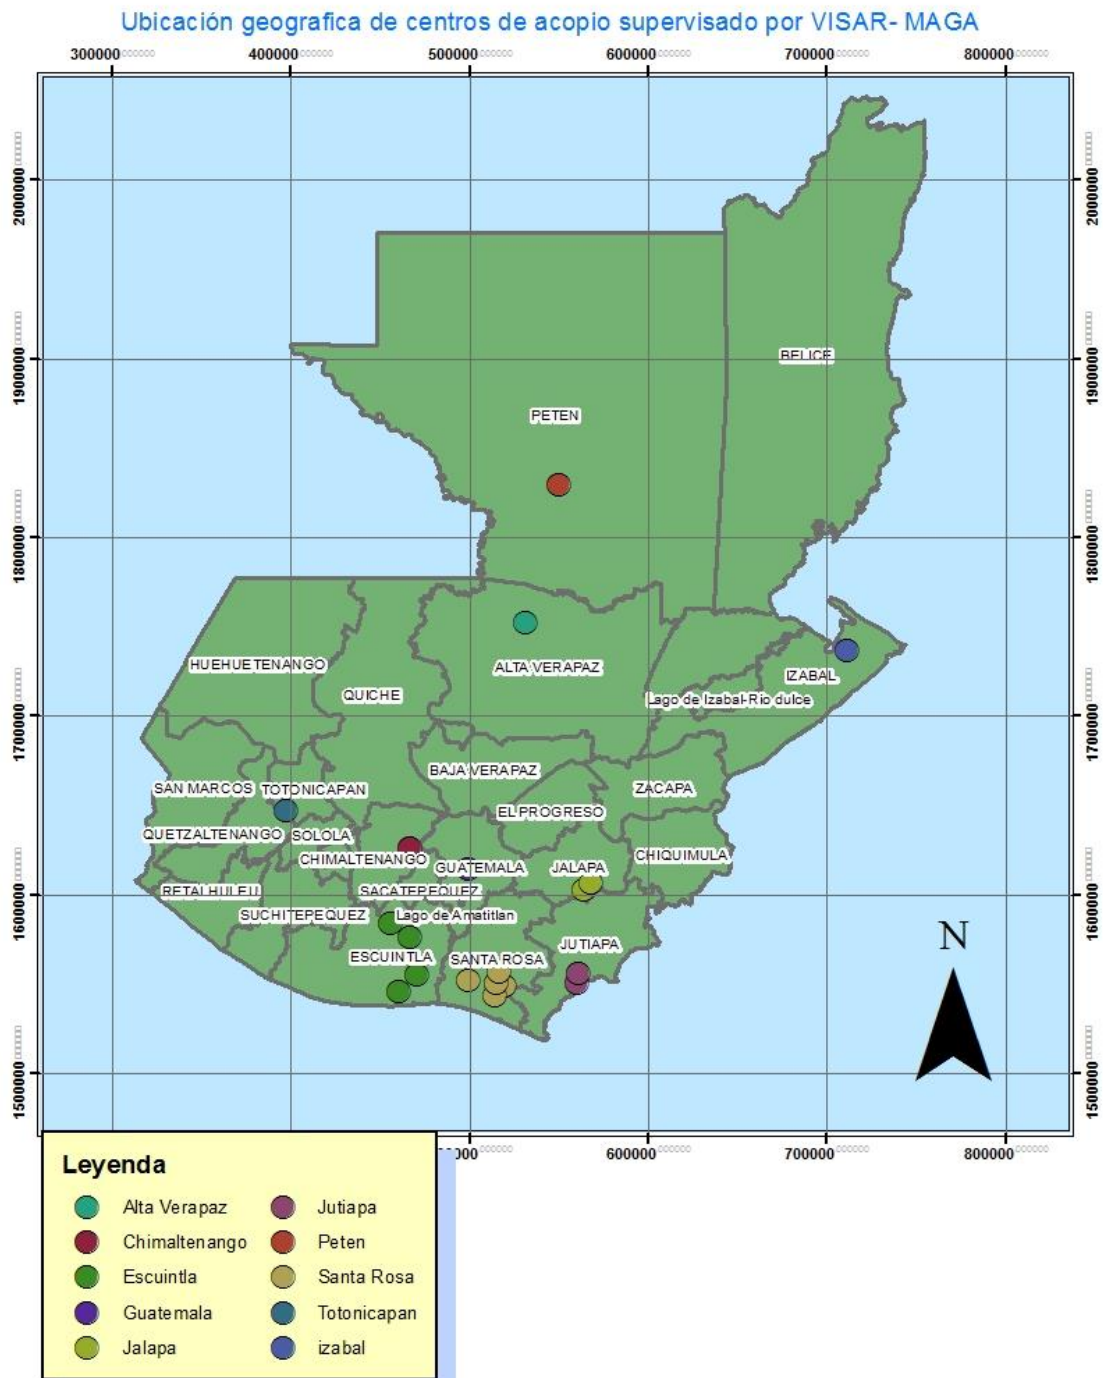 Ubicación geografica de centros de acopio supervisado por VISAR- MAGA
300000 400000 500000 600000 700000 800000
2000000 2000000
BELICE
1900000 1900000
PETEN
1800000 1800000
HUEHUETENANGO
ALTA VERAPAZ
IZABAL
QUICHE
Lago de Izabal-Rio dulce
1700000 1700000
BAJA VERAPAZ
SAN MARCOS
TOTONICAPAN
ZACAPA
EL PROGRESO
QUETZALTENANGO
SOLOLA
CHIMALTENANGO
CHIQUIMULA
GUATEMALA
JALAPA
RETALHULEU
SACATEPEQUEZ
1600000 1600000
SUCHITEPEQUEZ
Lago de Amatitlan
JUTIAPA
ESCUINTLA
SANTA ROSA
N
1500000 1500000
600000 700000 800000
Leyenda
Alta Verapaz
Chimaltenango
Escuintla
Guatemala
Jalapa
Jutiapa
Peten
Santa Rosa
Totonicapan
izabal